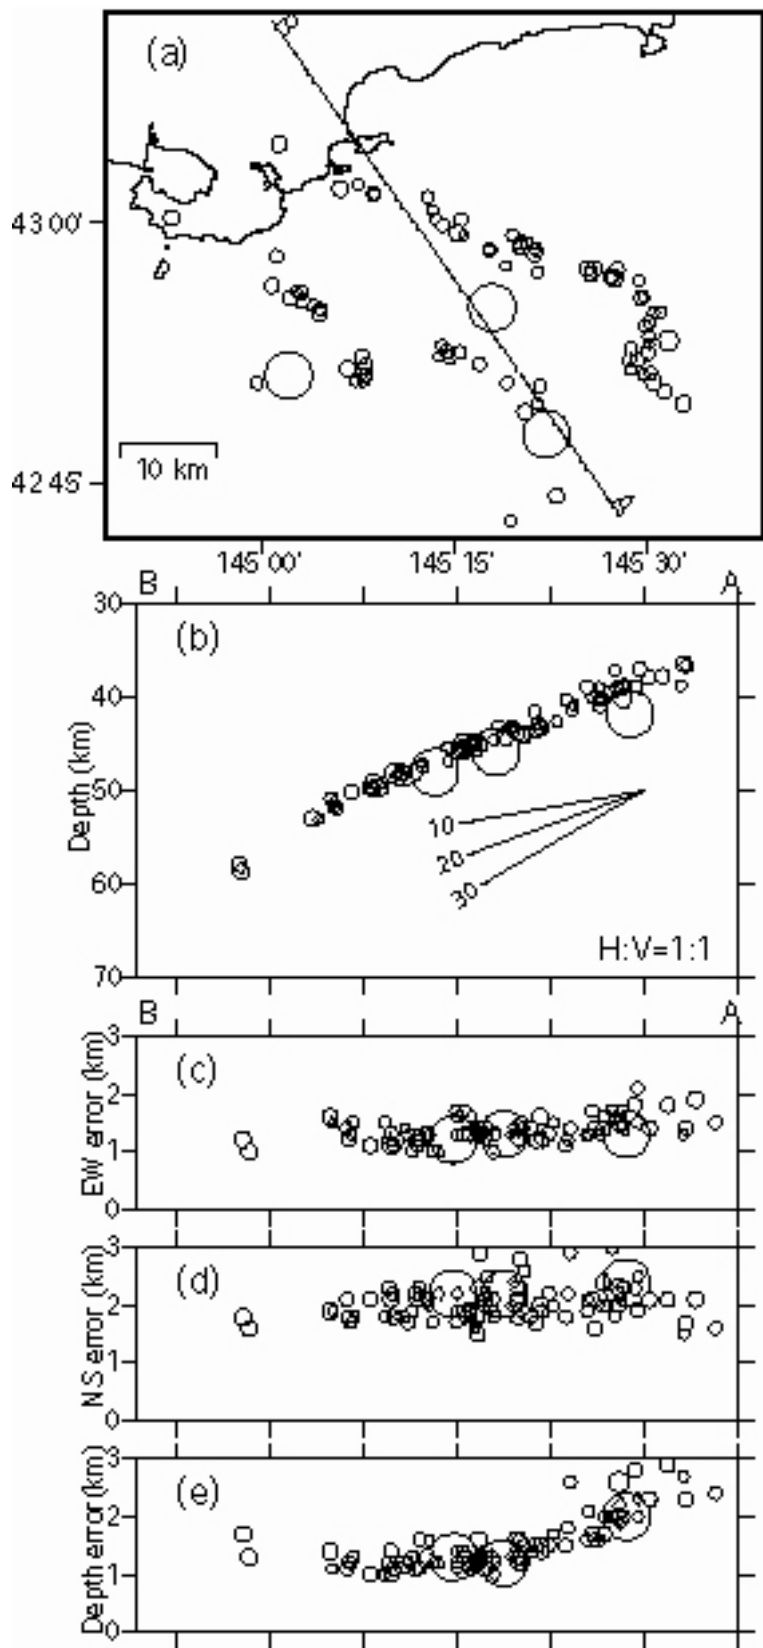 (a)
B
43 00'
10 km
42 45'
A
145 00' 145 15' 145 30'
B A
30
(b)
40
50
60
70
Depth (km)
10
20
30
H:V=1:1
B A
3
(c)
2
1
0
EW error (km)
3
(d)
2
1
0
NS error (km)
3
(e)
2
1
0
Depth error(km)